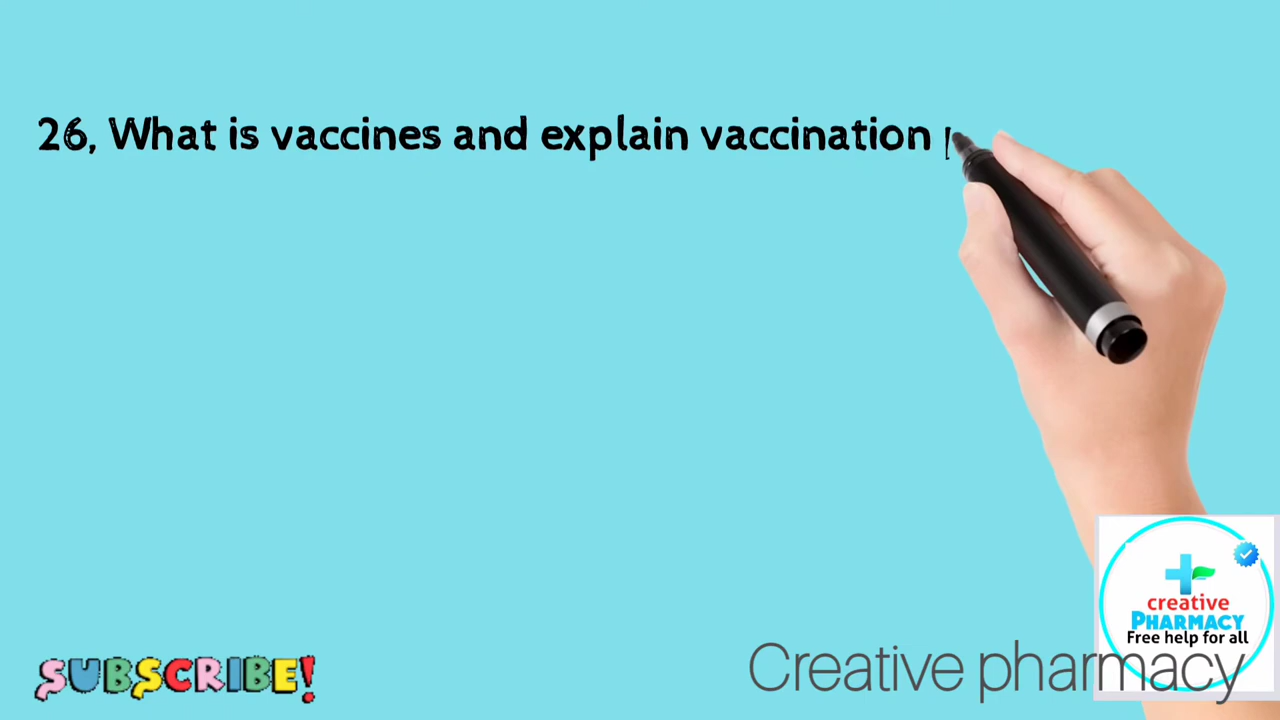 26, What is vaccines and explain vaccination
creative
PHARMACY
Free help for all
SUBSCRIBE!
Creative pharmacy